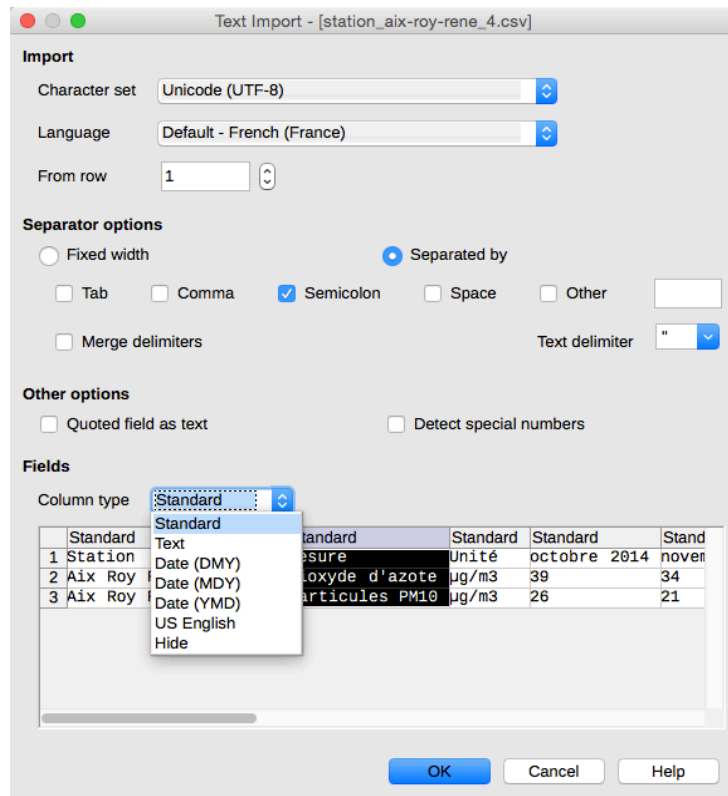 Text Import - [station_aix-roy-rene_4.csv]
Import
Character set Unicode (UTF-8)
Language Default - French (France)
From row 1
Separator options
Fixed width Separated by
Tab Comma Semicolon Space Other
Merge delimiters Text delimiter "
Other options
Quoted field as text Detect special numbers
Fields
Column type Standard
Standard
Text
Date (DMY)
Date (MDY)
Date (YMD)
US English
Hide
Standard tandard Standard Standard Stand
1 Station esure Unité octobre 2014 novem
2 Aix Roy ioxyde d'azote µg/m3 39 34
3 Aix Roy articules PM10 µg/m3 26 21
OK Cancel Help